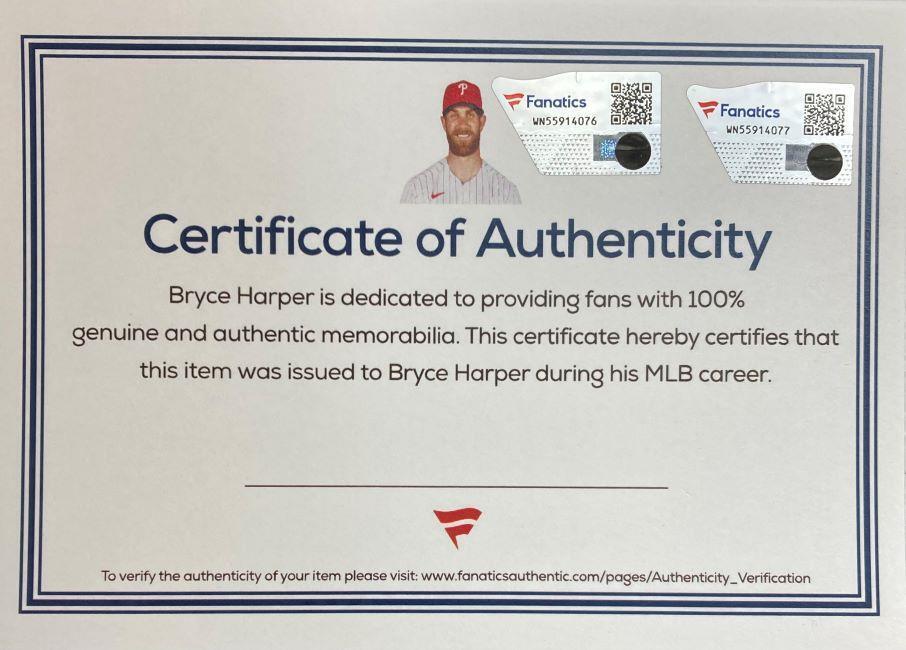 P
Fanatics
WN55914076
Fanatics
WN55914077
Certificate of Authenticity
Bryce Harper is dedicated to providing fans with 100%
genuine and authentic memorabilia. This certificate hereby certifies that
this item was issued to Bryce Harper during his MLB career.
To verify the authenticity of your item please visit: www.fanaticsauthentic.com/pages/Authenticity_Verification